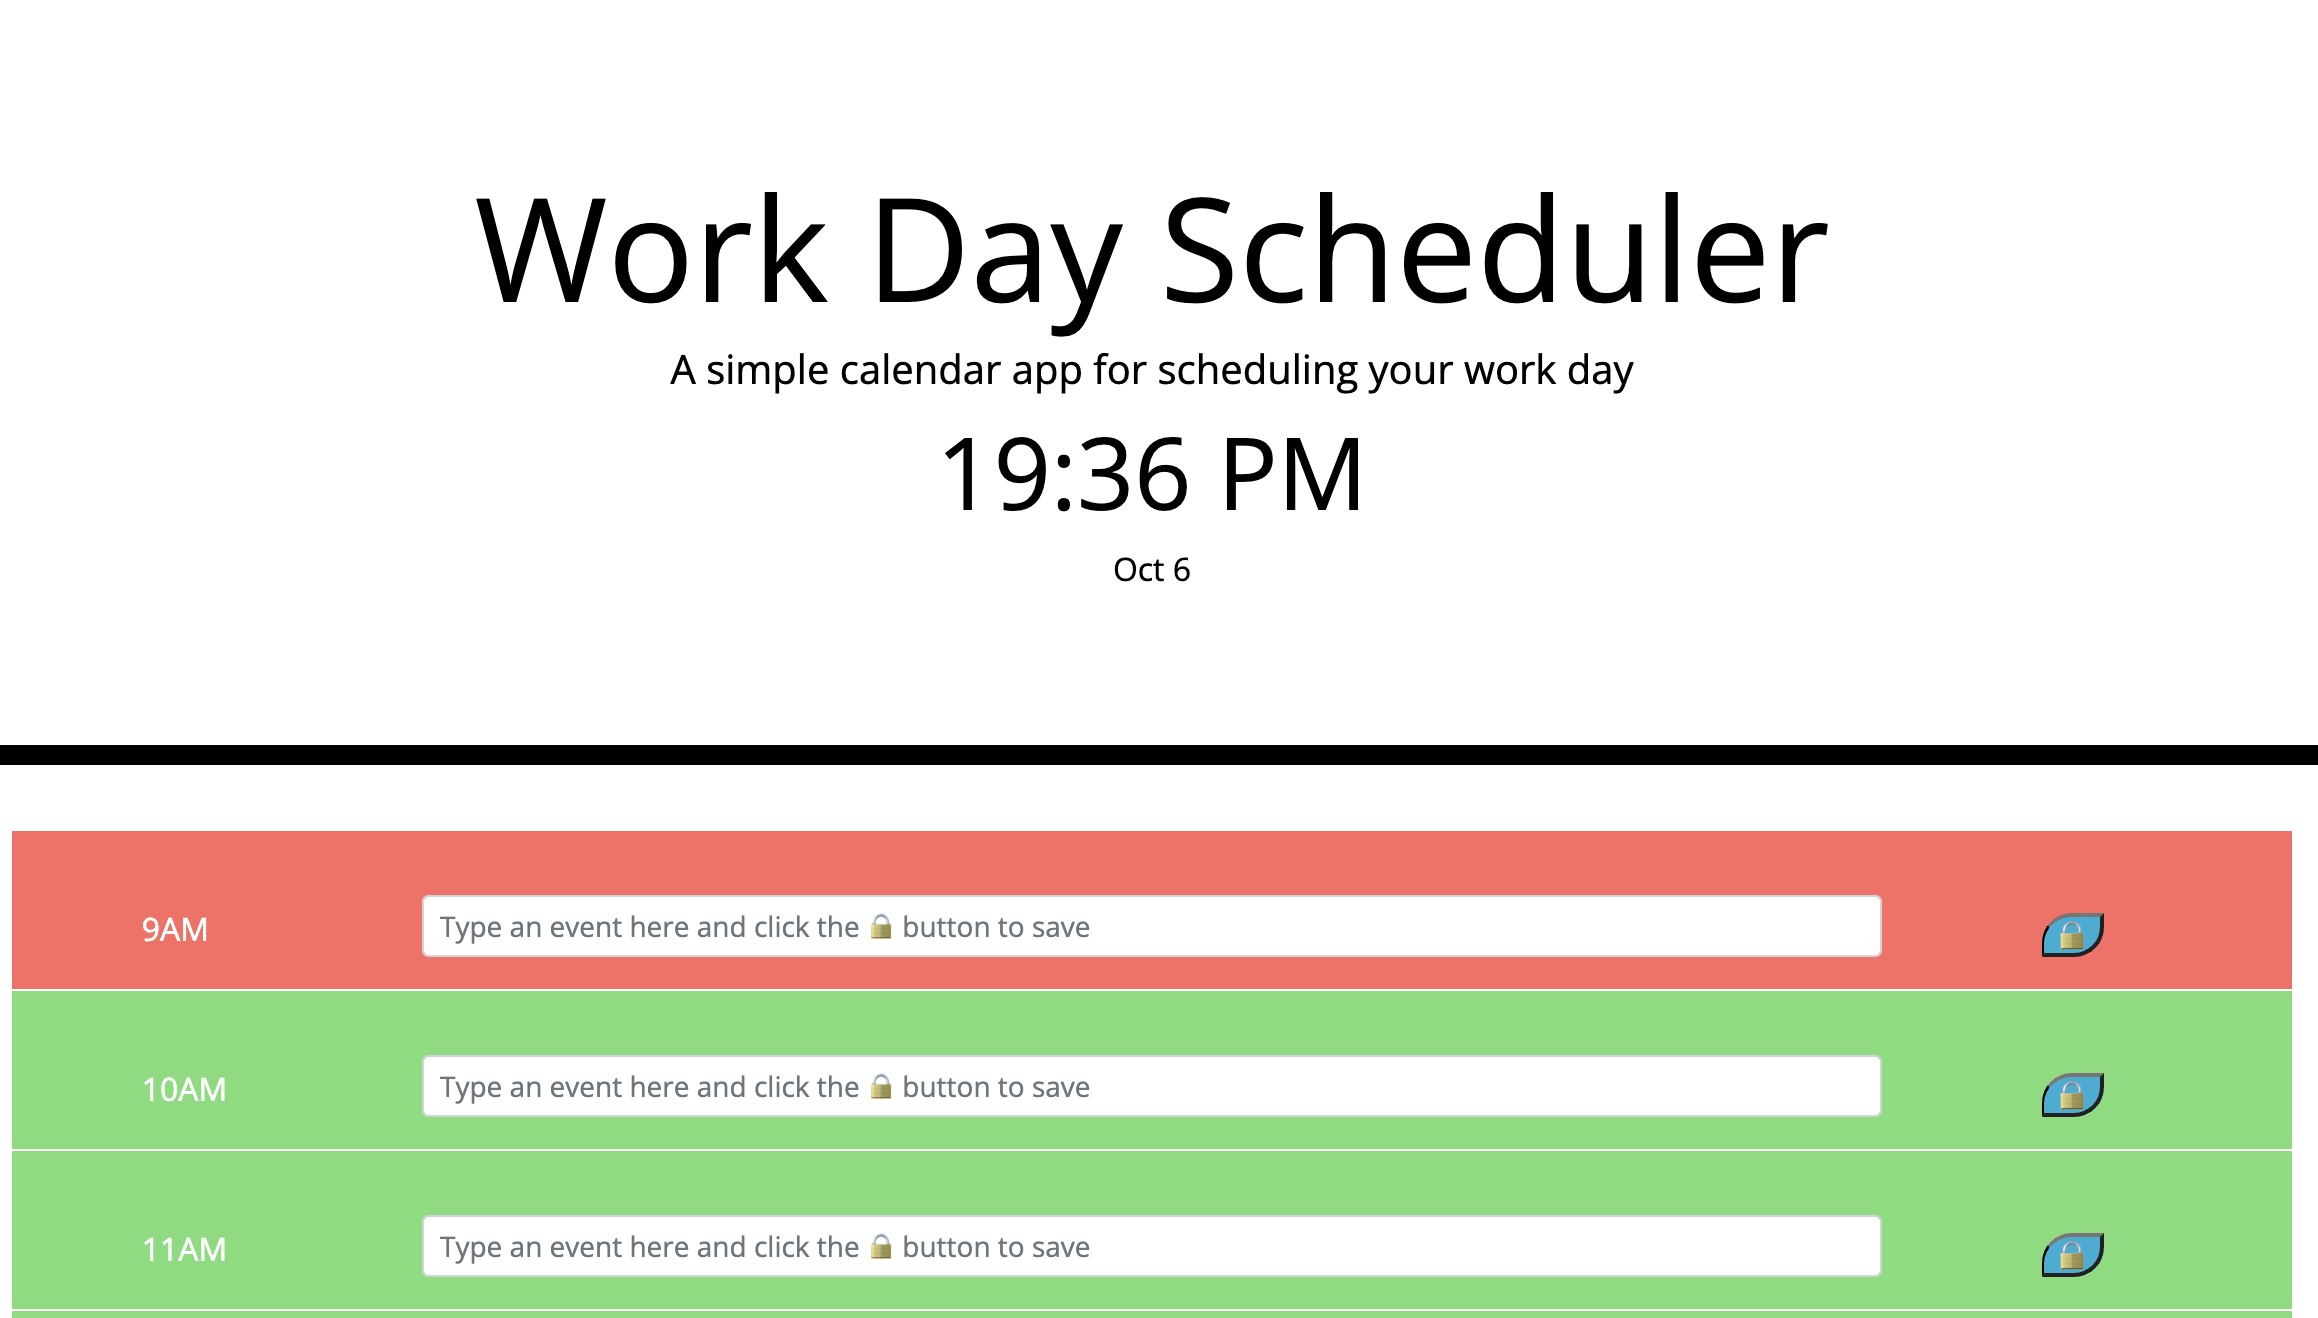 Work Day Scheduler
A simple calendar app for scheduling your work day
19:36 PM
Oct 6
9AM
Type an event here and click the 🔒 button to save
10AM
Type an event here and click the 🔒 button to save
11AM
Type an event here and click the 🔒 button to save